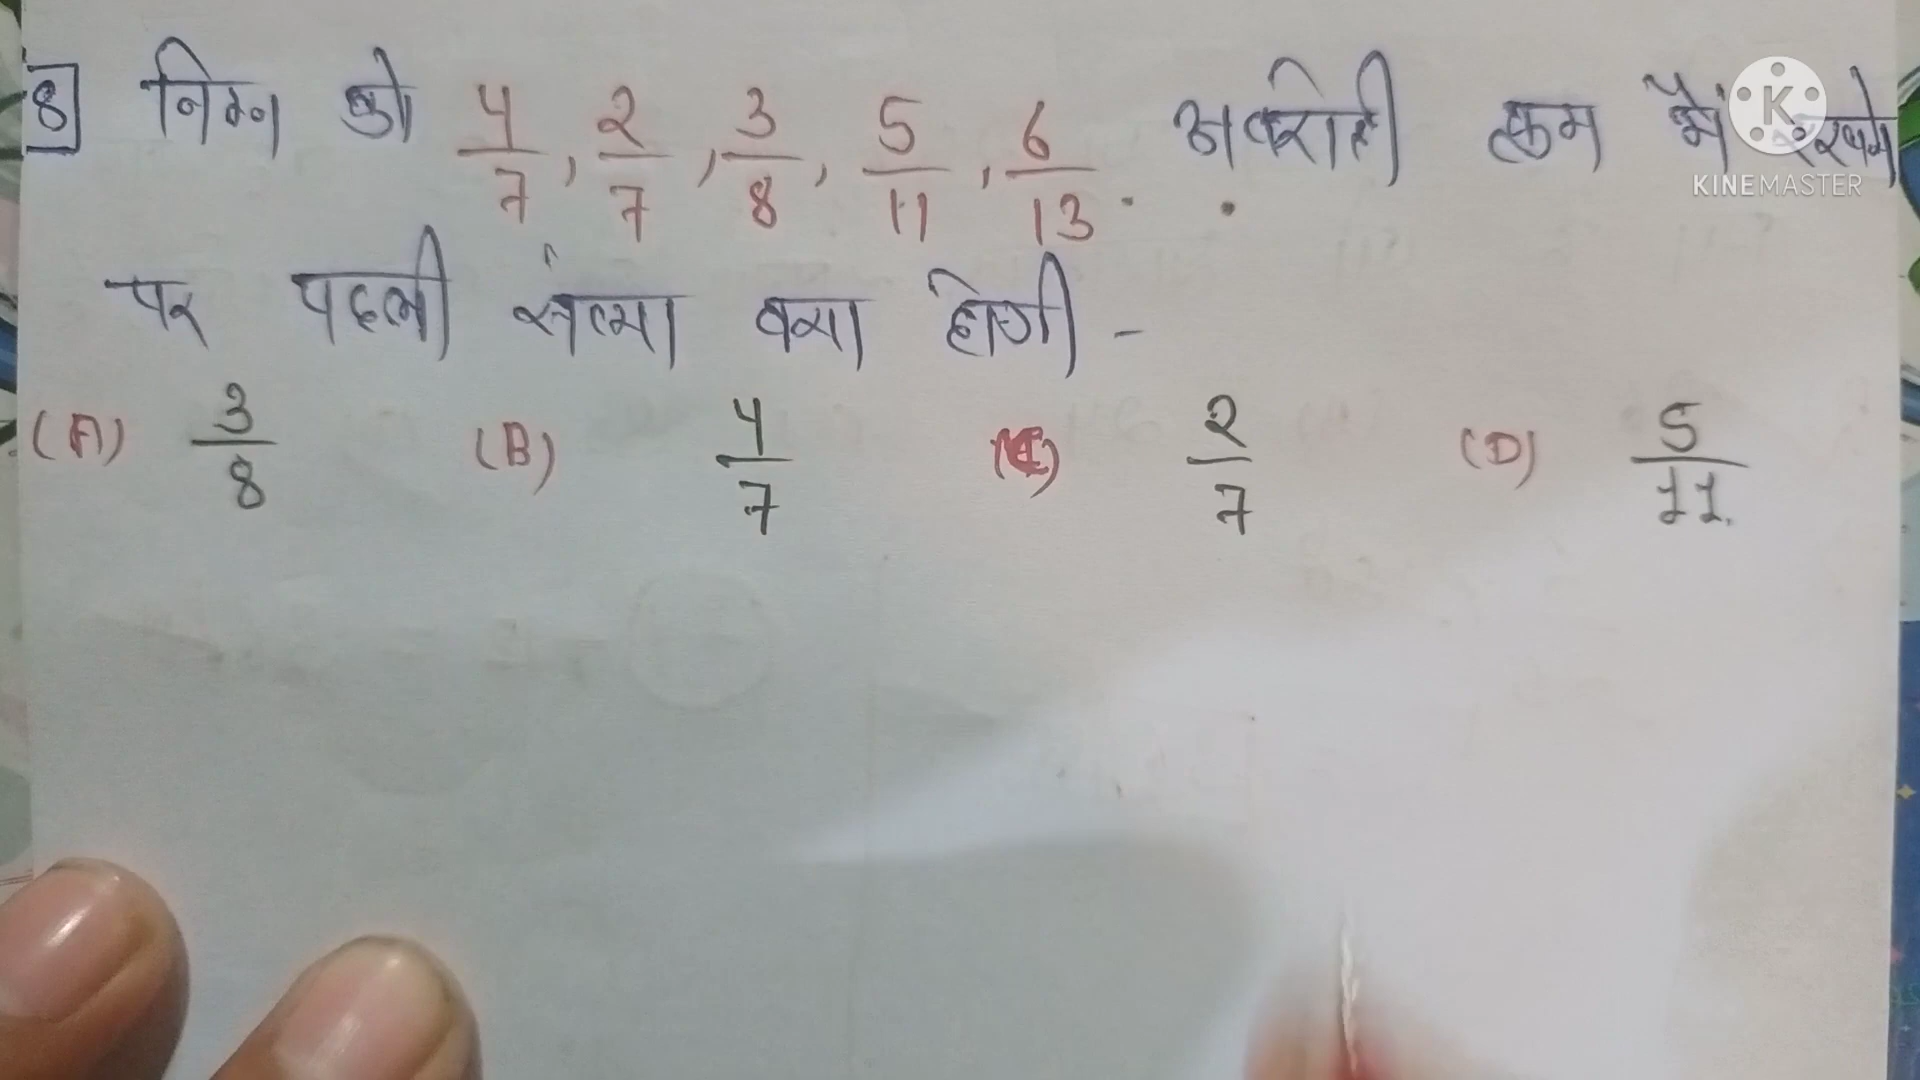 8 निम्न को 4/7, 2/7, 3/8, 5/11, 6/13. अवरोही क्रम में रखने
पर पहली संख्या क्या होगी -
(A) 3/8 (B) 4/7 (C) 2/7 (D) 5/11.
K
KINEMASTER